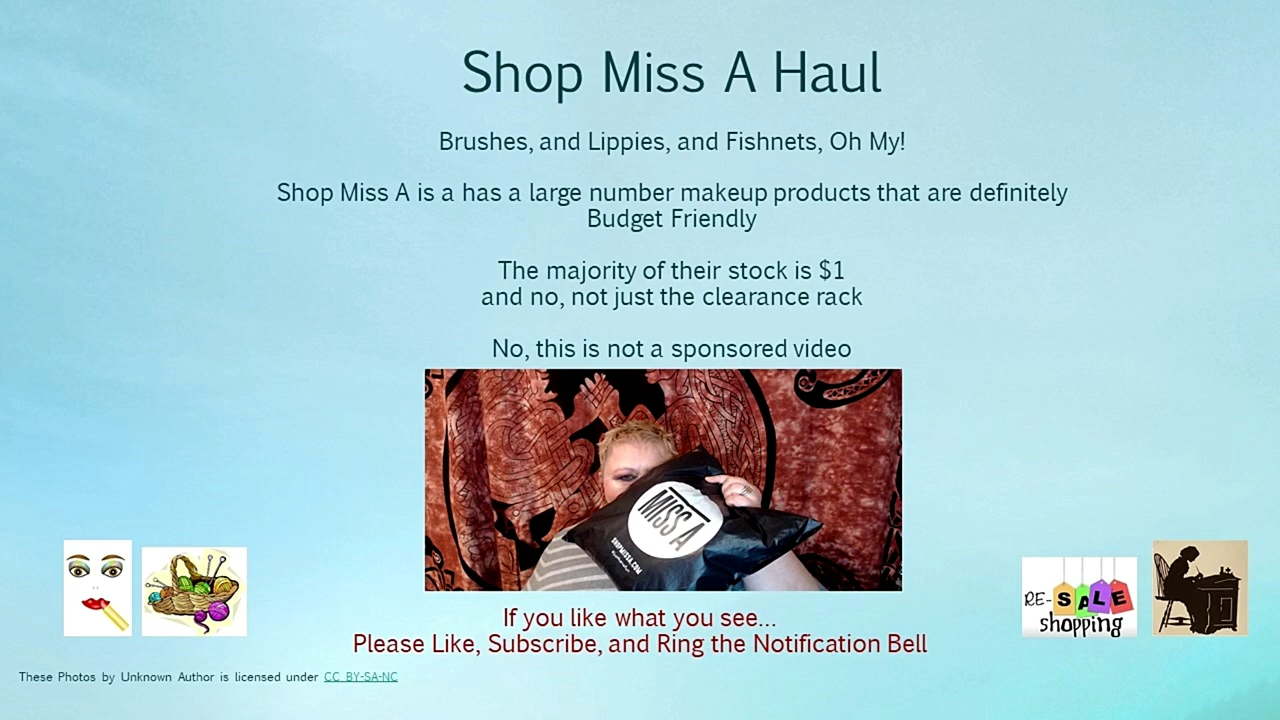 Shop Miss A Haul
Brushes, and Lippies, and Fishnets, Oh My!
Shop Miss A is a has a large number makeup products that are definitely
Budget Friendly
The majority of their stock is $1
and no, not just the clearance rack
No, this is not a sponsored video
MISS A
SHOPMISSA.COM
RE-SALE
shopping
If you like what you see...
Please Like, Subscribe, and Ring the Notification Bell
These Photos by Unknown Author is licensed under CC BY-SA-NC